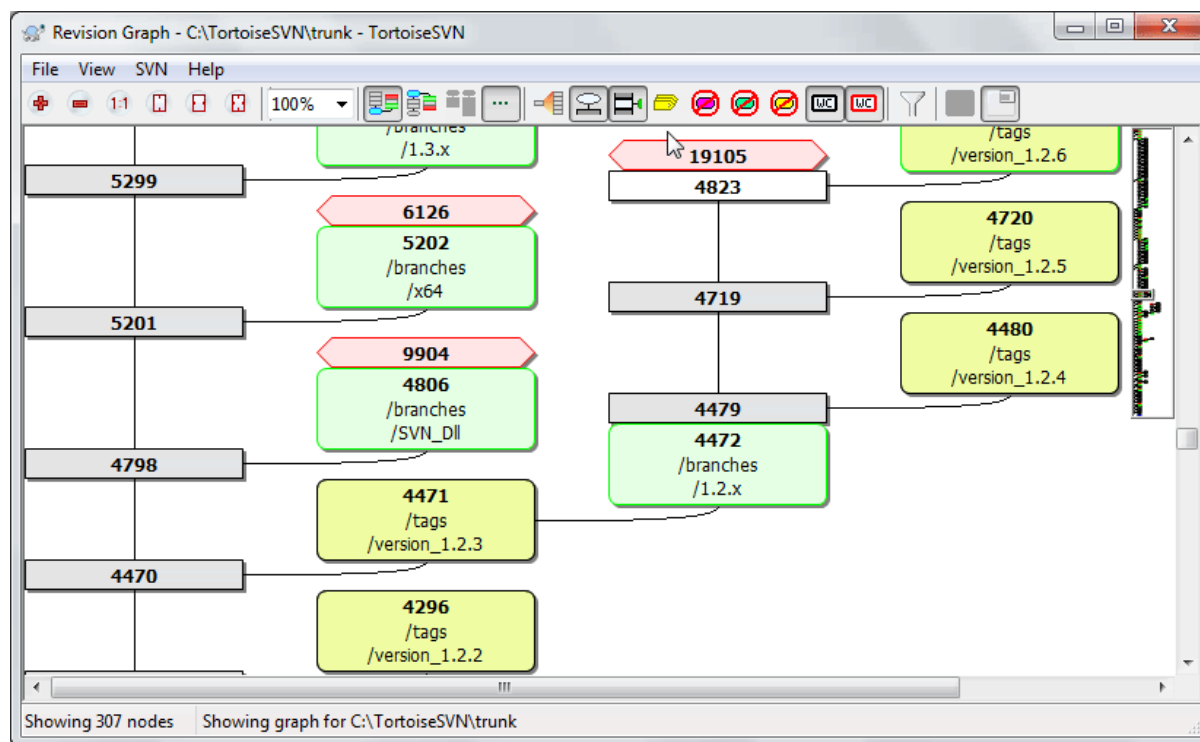 Revision Graph - C:\TortoiseSVN\trunk - TortoiseSVN
File View SVN Help
1:1
100%
WC WC
/branches
/1.3.x
5299
6126
5202
/branches
/x64
5201
9904
4806
/branches
/SVN_Dll
4798
4471
/tags
/version_1.2.3
4470
4296
/tags
/version_1.2.2
19105
4823
4719
4479
4472
/branches
/1.2.x
/tags
/version_1.2.6
4720
/tags
/version_1.2.5
4480
/tags
/version_1.2.4
Showing 307 nodes Showing graph for C:\TortoiseSVN\trunk